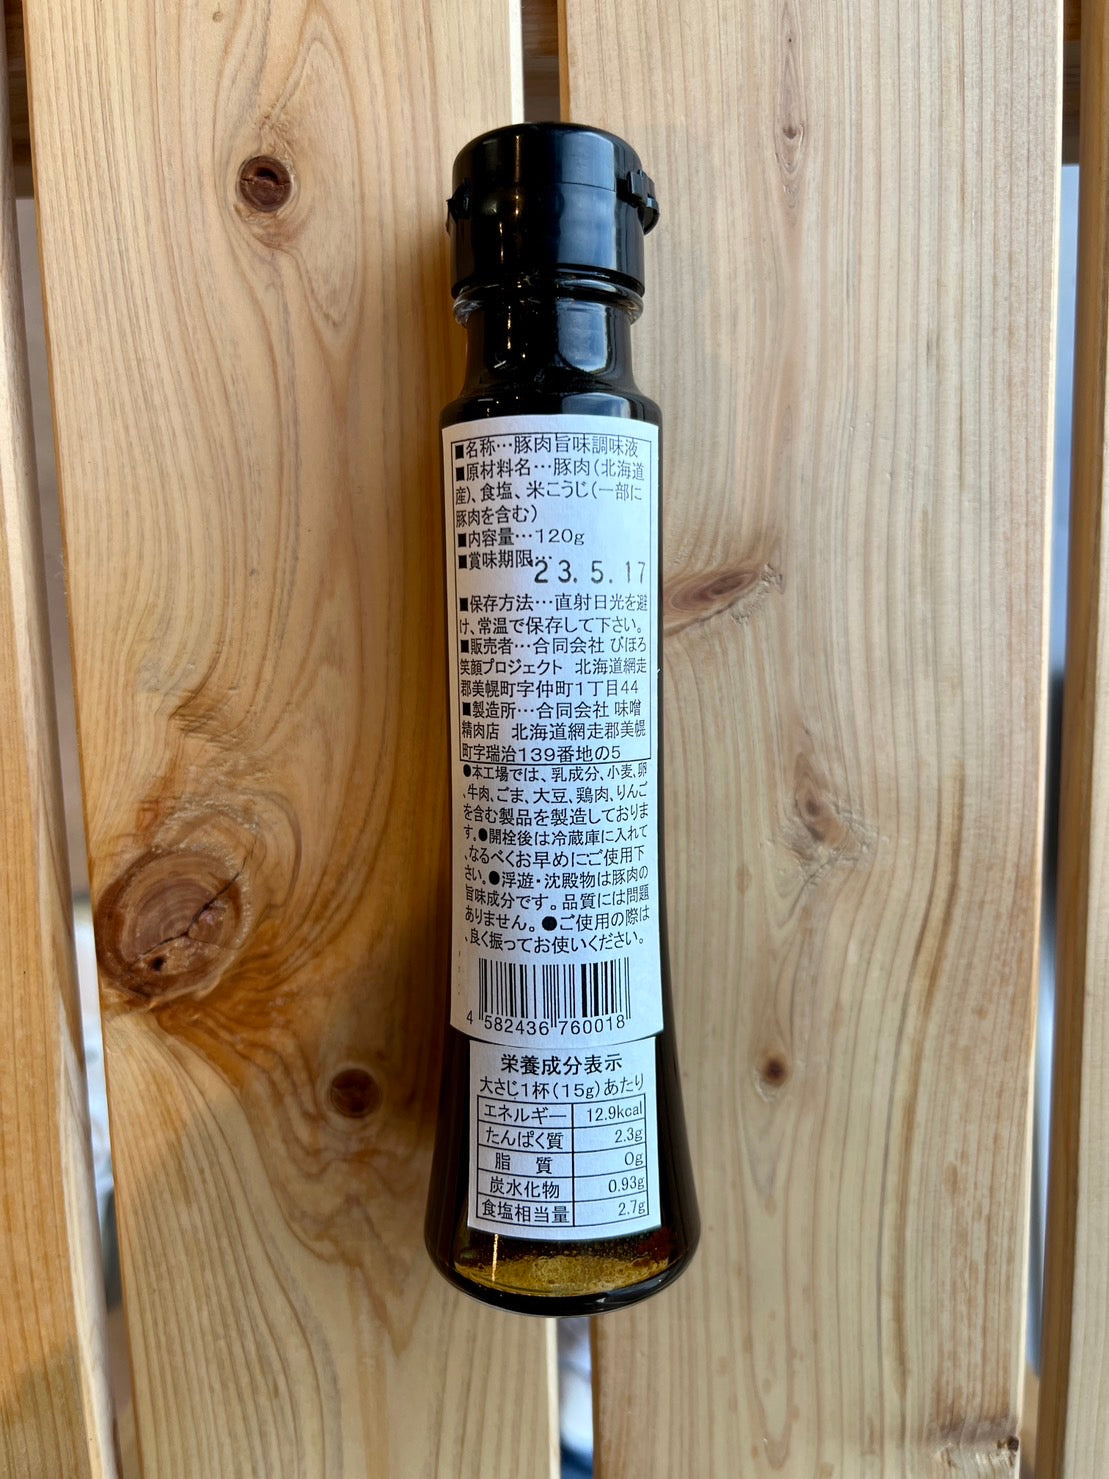 ■名称…豚肉旨味調味液
■原材料名…豚肉(北海道
産)、食塩、米こうじ(一部に
豚肉を含む)
■内容量…120g
■賞味期限…
23.5.17
■保存方法…直射日光を避
け、常温で保存して下さい。
■販売者…合同会社 びほろ
笑顔プロジェクト 北海道網走
郡美幌町字仲町1丁目44
■製造所…合同会社 味噌
精肉店 北海道網走郡美幌
町字瑞治139番地の5
●本工場では、乳成分、小麦、卵
、牛肉、ごま、大豆、鶏肉、りんご
を含む製品を製造しておりま
す。●開栓後は冷蔵庫に入れて
、なるべくお早めにご使用下
さい。●浮遊・沈殿物は豚肉の
旨味成分です。品質には問題
ありません。●ご使用の際は
、良く振ってお使いください。
4 582436 760018
栄養成分表示
大さじ1杯(15g)あたり
エネルギー 12.9kcal
たんぱく質 2.3g
脂 質 0g
炭水化物 0.93g
食塩相当量 2.7g